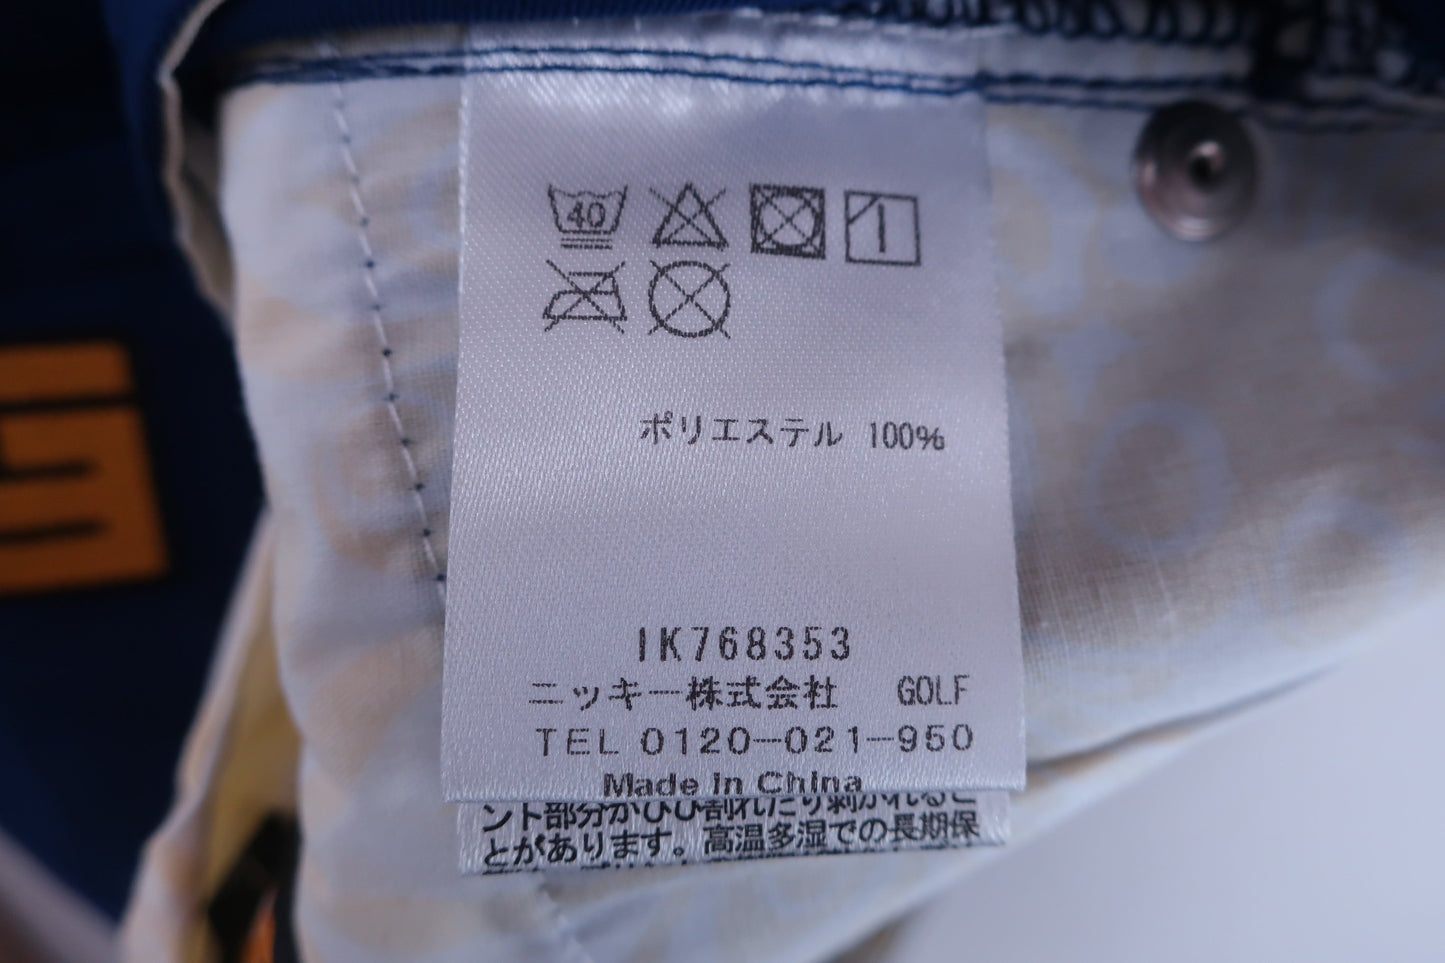 40
ポリエステル 100%
IK768353
ニッキー株式会社 GOLF
TEL 0120-021-950
Made in China
ント部分がひび割れたり剥がれるこ
とがあります。高温多湿での長期保